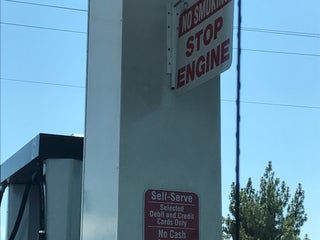 NO SMOKING
STOP
ENGINE
Self-Serve
Selected
Debit and Credit
Cards Only
No Cash